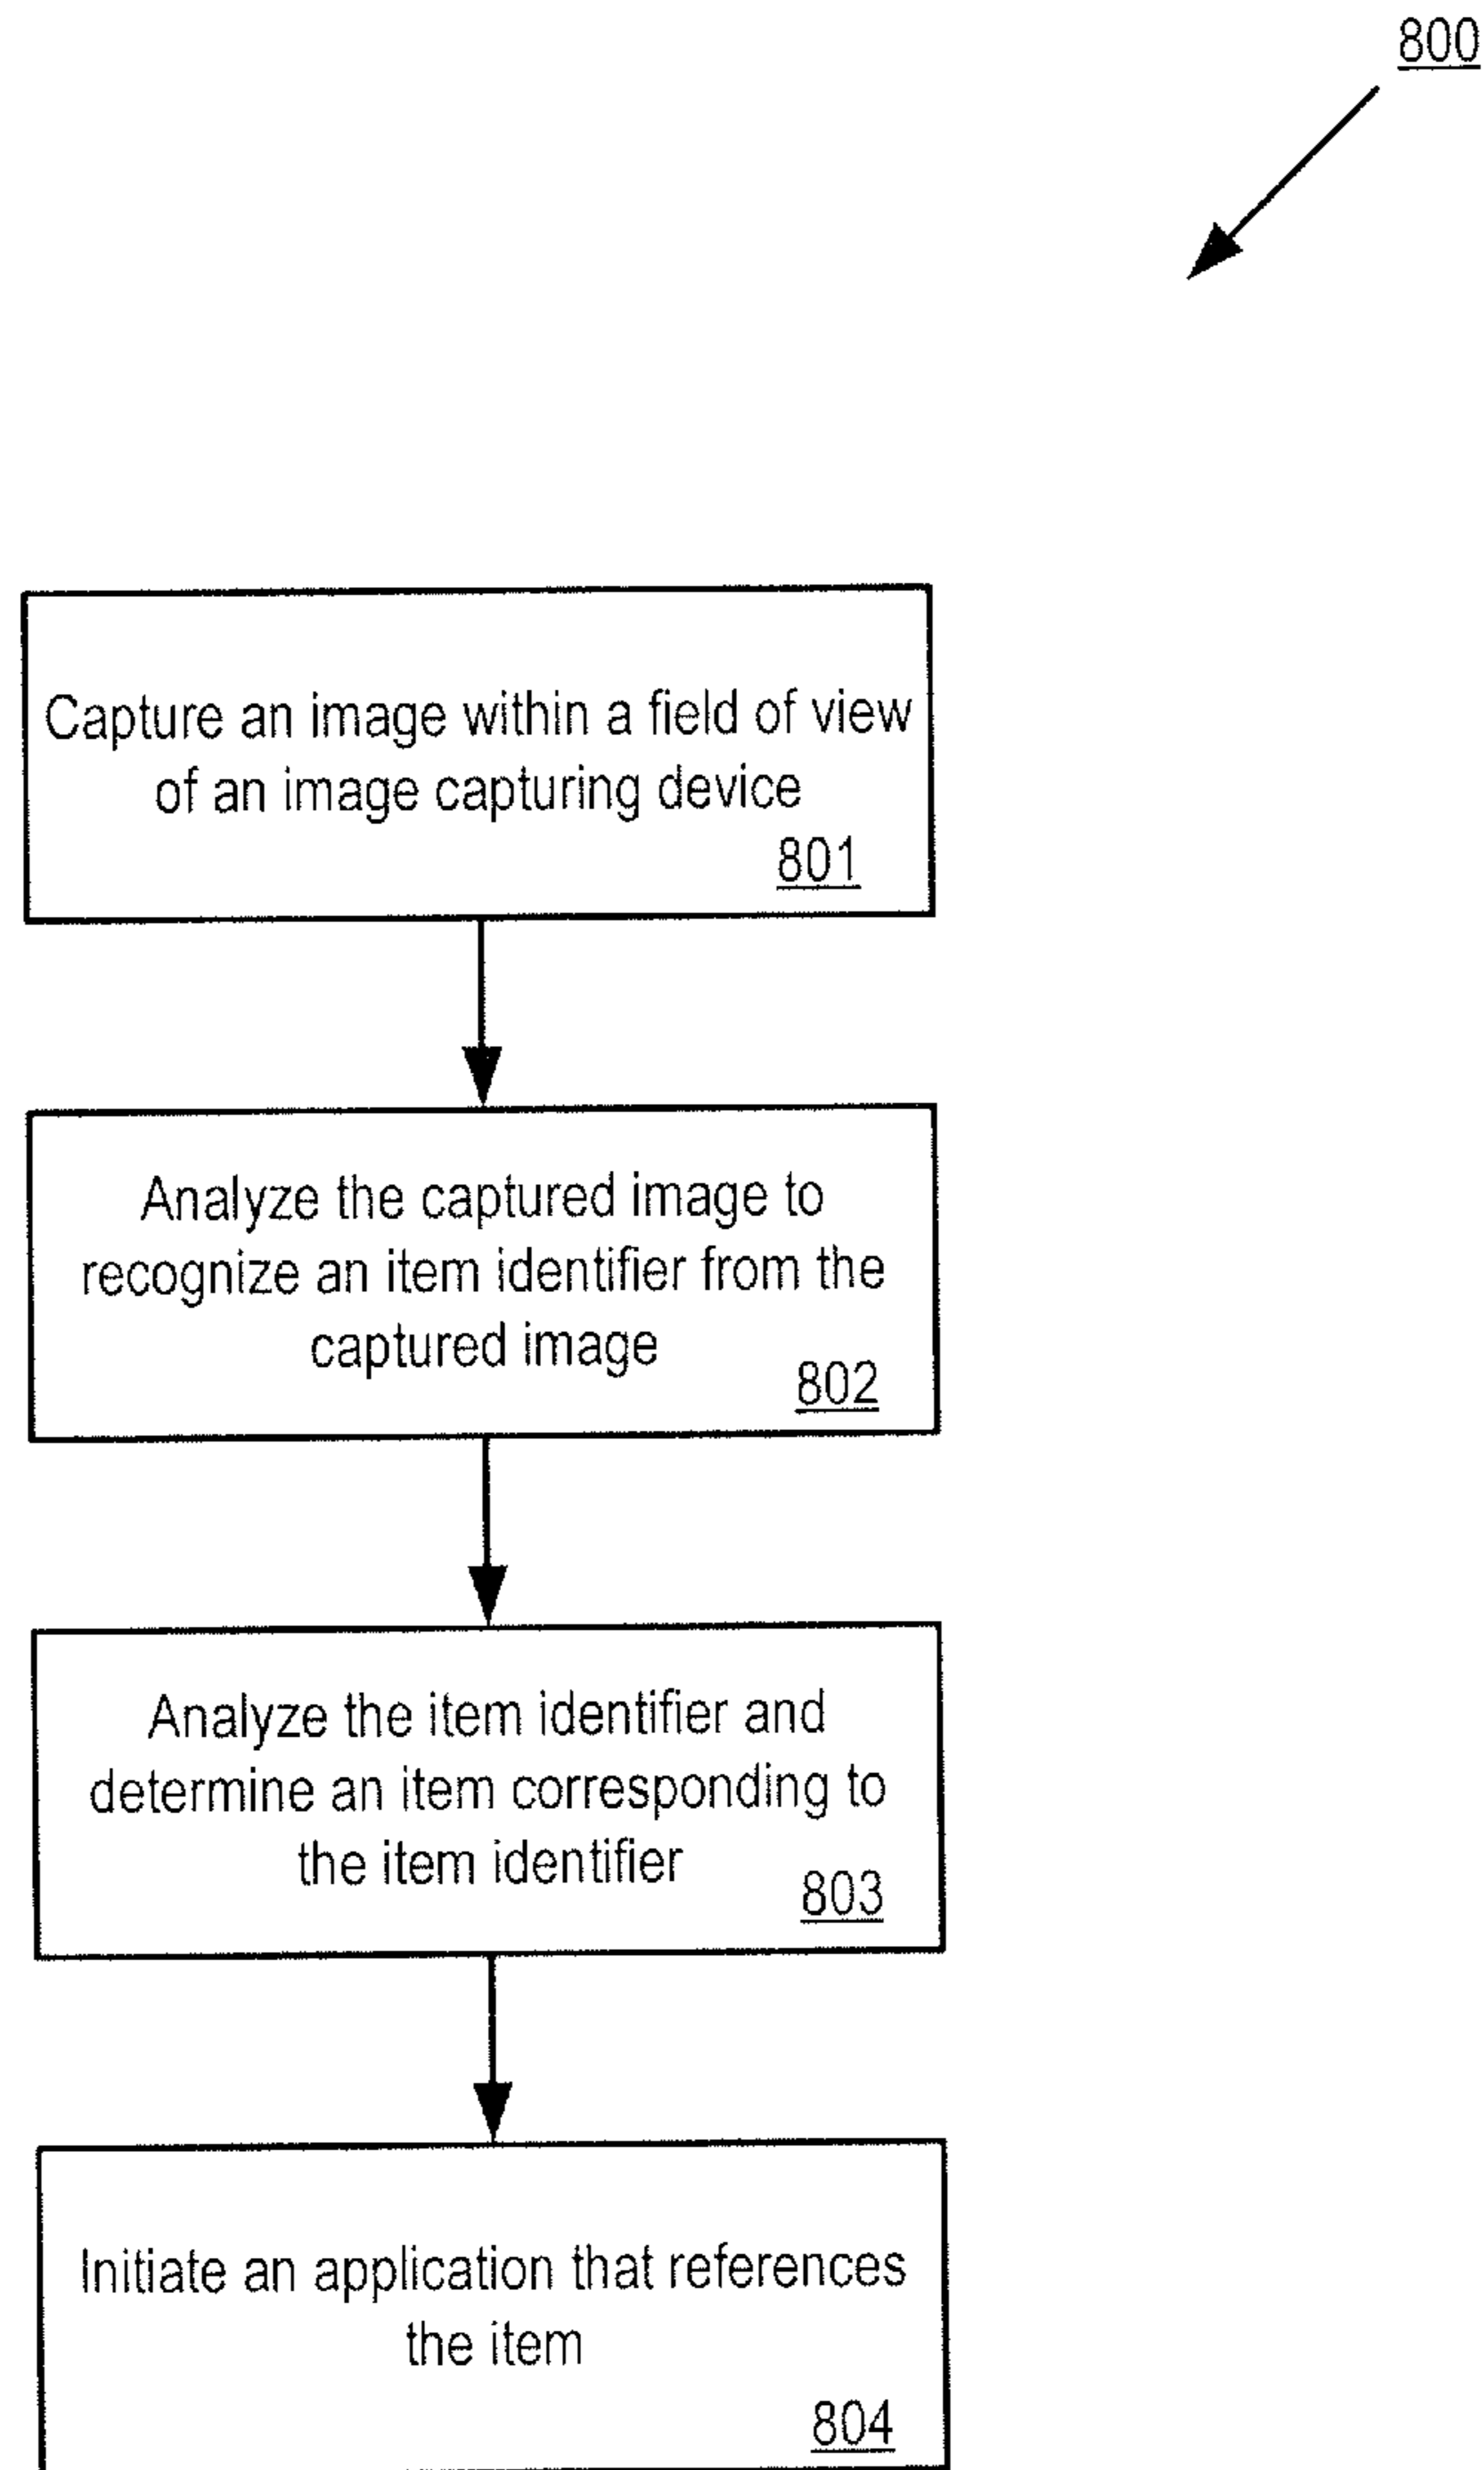 800
Capture an image within a field of view
of an image capturing device
801
Analyze the captured image to
recognize an item identifier from the
captured image
802
Analyze the item identifier and
determine an item corresponding to
the item identifier
803
Initiate an application that references
the item
804